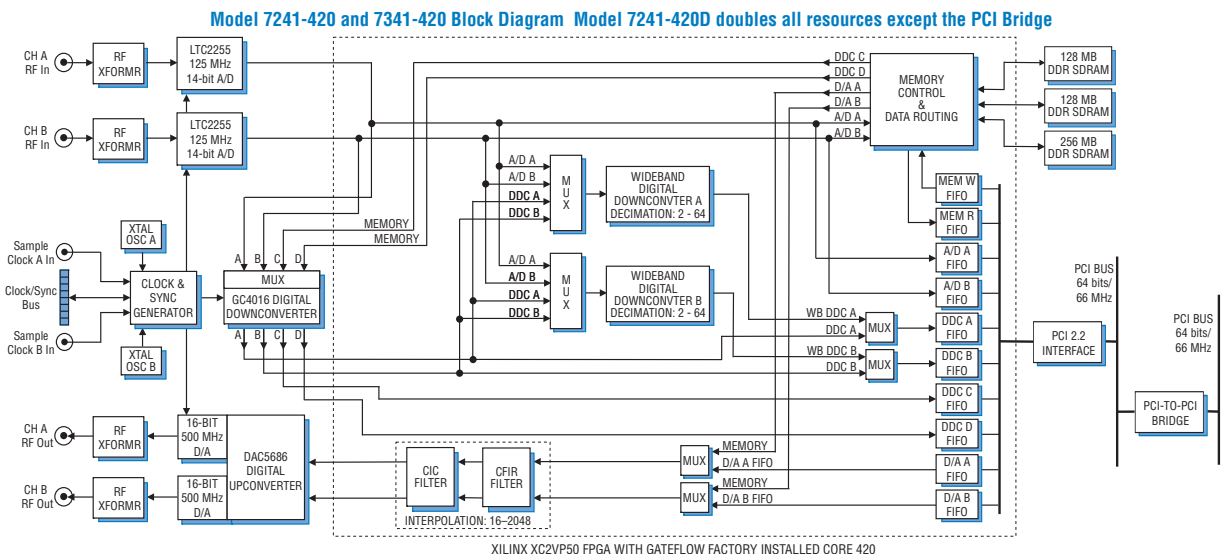 Model 7241-420 and 7341-420 Block Diagram  Model 7241-420D doubles all resources except the PCI Bridge
CH A
RF In
RF
XFORMR
LTC2255
125 MHz
14-bit A/D
CH B
RF In
RF
XFORMR
LTC2255
125 MHz
14-bit A/D
DDC C
DDC D
D/A A
D/A B
A/D A
A/D B
MEMORY
CONTROL
&
DATA ROUTING
128 MB
DDR SDRAM
128 MB
DDR SDRAM
256 MB
DDR SDRAM
A/D A
A/D B
DDC A
DDC B
M
U
X
WIDEBAND
DIGITAL
DOWNCONVTER A
DECIMATION: 2 - 64
MEM W
FIFO
MEM R
FIFO
MEMORY
MEMORY
XTAL
OSC A
Sample
Clock A In
Clock/Sync
Bus
Sample
Clock B In
CLOCK &
SYNC
GENERATOR
XTAL
OSC B
A
B
C
D
MUX
GC4016 DIGITAL
DOWNCONVERTER
A
B
C
D
A/D A
A/D B
DDC A
DDC B
M
U
X
WIDEBAND
DIGITAL
DOWNCONVTER B
DECIMATION: 2 - 64
A/D A
FIFO
A/D B
FIFO
WB DDC A
DDC A
MUX
DDC A
FIFO
WB DDC B
DDC B
MUX
DDC B
FIFO
DDC C
FIFO
DDC D
FIFO
PCI BUS
64 bits/
66 MHz
PCI 2.2
INTERFACE
PCI BUS
64 bits/
66 MHz
PCI-TO-PCI
BRIDGE
CH A
RF Out
RF
XFORMR
16-BIT
500 MHz
D/A
DAC5686
DIGITAL
UPCONVERTER
CH B
RF Out
RF
XFORMR
16-BIT
500 MHz
D/A
CIC
FILTER
CFIR
FILTER
INTERPOLATION: 16–2048
MUX
MEMORY
D/A A FIFO
D/A A
FIFO
MUX
MEMORY
D/A B FIFO
D/A B
FIFO
XILINX XC2VP50 FPGA WITH GATEFLOW FACTORY INSTALLED CORE 420